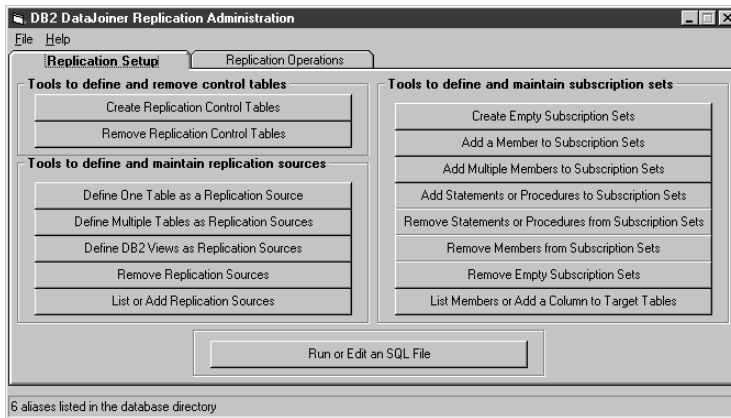 DB2 DataJoiner Replication Administration
File Help
Replication Setup
Replication Operations
Tools to define and remove control tables
Create Replication Control Tables
Remove Replication Control Tables
Tools to define and maintain replication sources
Define One Table as a Replication Source
Define Multiple Tables as Replication Sources
Define DB2 Views as Replication Sources
Remove Replication Sources
List or Add Replication Sources
Tools to define and maintain subscription sets
Create Empty Subscription Sets
Add a Member to Subscription Sets
Add Multiple Members to Subscription Sets
Add Statements or Procedures to Subscription Sets
Remove Statements or Procedures from Subscription Sets
Remove Members from Subscription Sets
Remove Empty Subscription Sets
List Members or Add a Column to Target Tables
Run or Edit an SQL File
6 aliases listed in the database directory